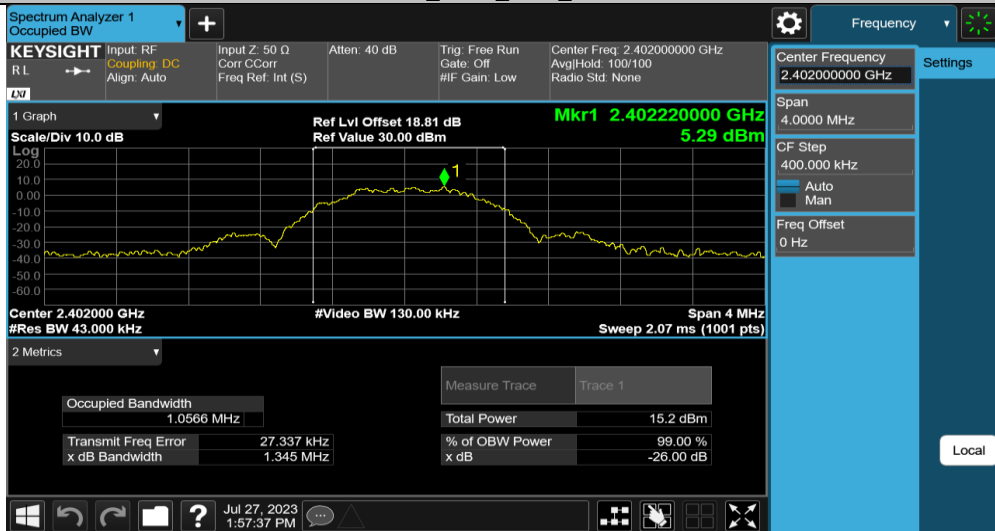 Spectrum Analyzer 1
Occupied BW
Frequency
KEYSIGHT
R L
LXI
Input: RF
Coupling: DC
Align: Auto
Input Z: 50 Ω
Corr CCorr
Freq Ref: Int (S)
Atten: 40 dB
Trig: Free Run
Gate: Off
#IF Gain: Low
Center Freq: 2.402000000 GHz
Avg|Hold: 100/100
Radio Std: None
1 Graph
Scale/Div 10.0 dB
Ref Lvl Offset 18.81 dB
Ref Value 30.00 dBm
Mkr1 2.402220000 GHz
5.29 dBm
Log
20.0
10.0
0.00
-10.0
-20.0
-30.0
-40.0
-50.0
-60.0
1
Center 2.402000 GHz
#Res BW 43.000 kHz
#Video BW 130.00 kHz
Span 4 MHz
Sweep 2.07 ms (1001 pts)
2 Metrics
Measure Trace Trace 1
Occupied Bandwidth
1.0566 MHz
Total Power 15.2 dBm
Transmit Freq Error 27.337 kHz
% of OBW Power 99.00 %
x dB Bandwidth 1.345 MHz
x dB -26.00 dB
Center Frequency
2.402000000 GHz
Span
4.0000 MHz
CF Step
400.000 kHz
Auto
Man
Freq Offset
0 Hz
Settings
Local
Jul 27, 2023
1:57:37 PM